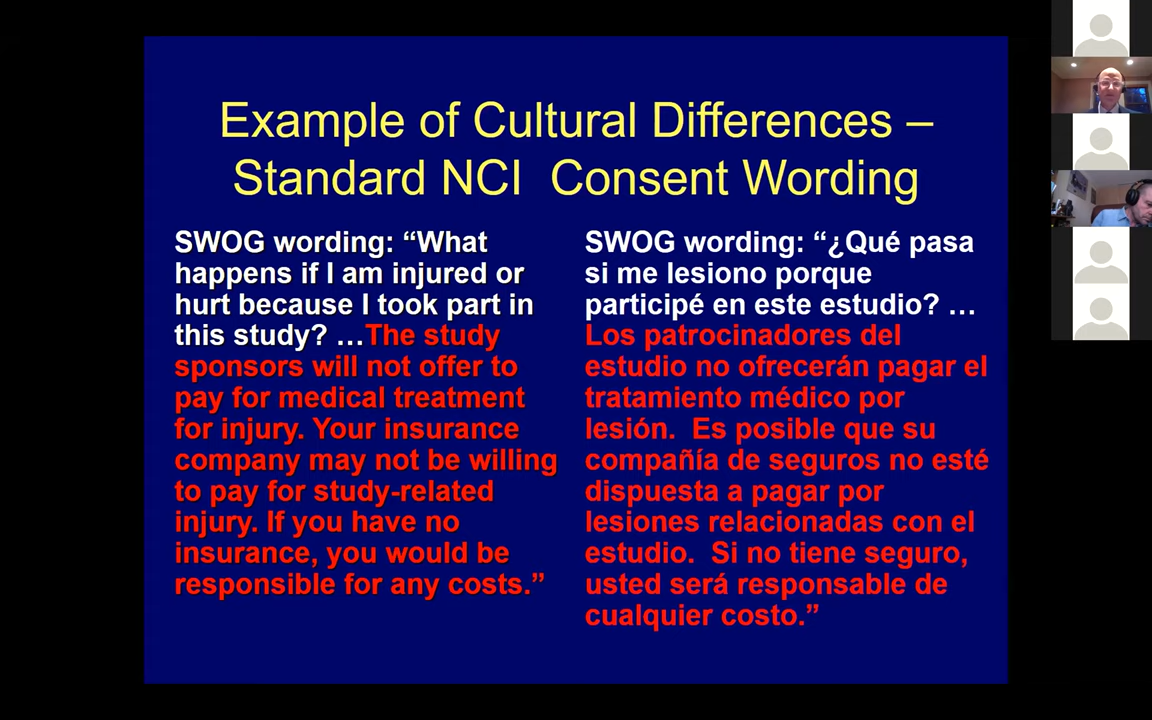 Example of Cultural Differences –
Standard NCI  Consent Wording
SWOG wording: “What
happens if I am injured or
hurt because I took part in
this study? …The study
sponsors will not offer to
pay for medical treatment
for injury. Your insurance
company may not be willing
to pay for study-related
injury. If you have no
insurance, you would be
responsible for any costs.”
SWOG wording: “¿Qué pasa
si me lesiono porque
participé en este estudio? …
Los patrocinadores del
estudio no ofrecerán pagar el
tratamiento médico por
lesión.  Es posible que su
compañía de seguros no esté
dispuesta a pagar por
lesiones relacionadas con el
estudio.  Si no tiene seguro,
usted será responsable de
cualquier costo.”